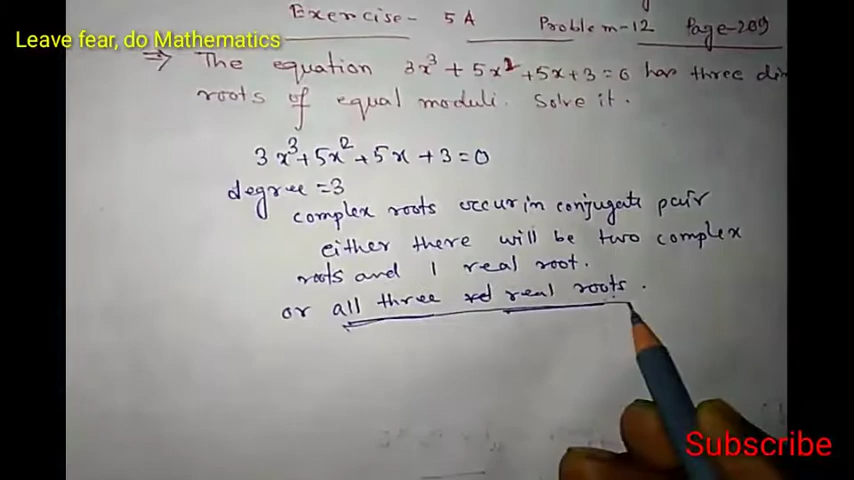 Exercise- 5A Problem-12 Page-209
Leave fear, do Mathematics
⇒ The equation 3x³ + 5x² + 5x + 3 = 0 has three di
roots of equal moduli. Solve it.
3x³ + 5x² + 5x + 3 = 0
degree = 3
complex roots occur in conjugate pair
either there will be two complex
roots and 1 real root.
or all three real roots.
Subscribe